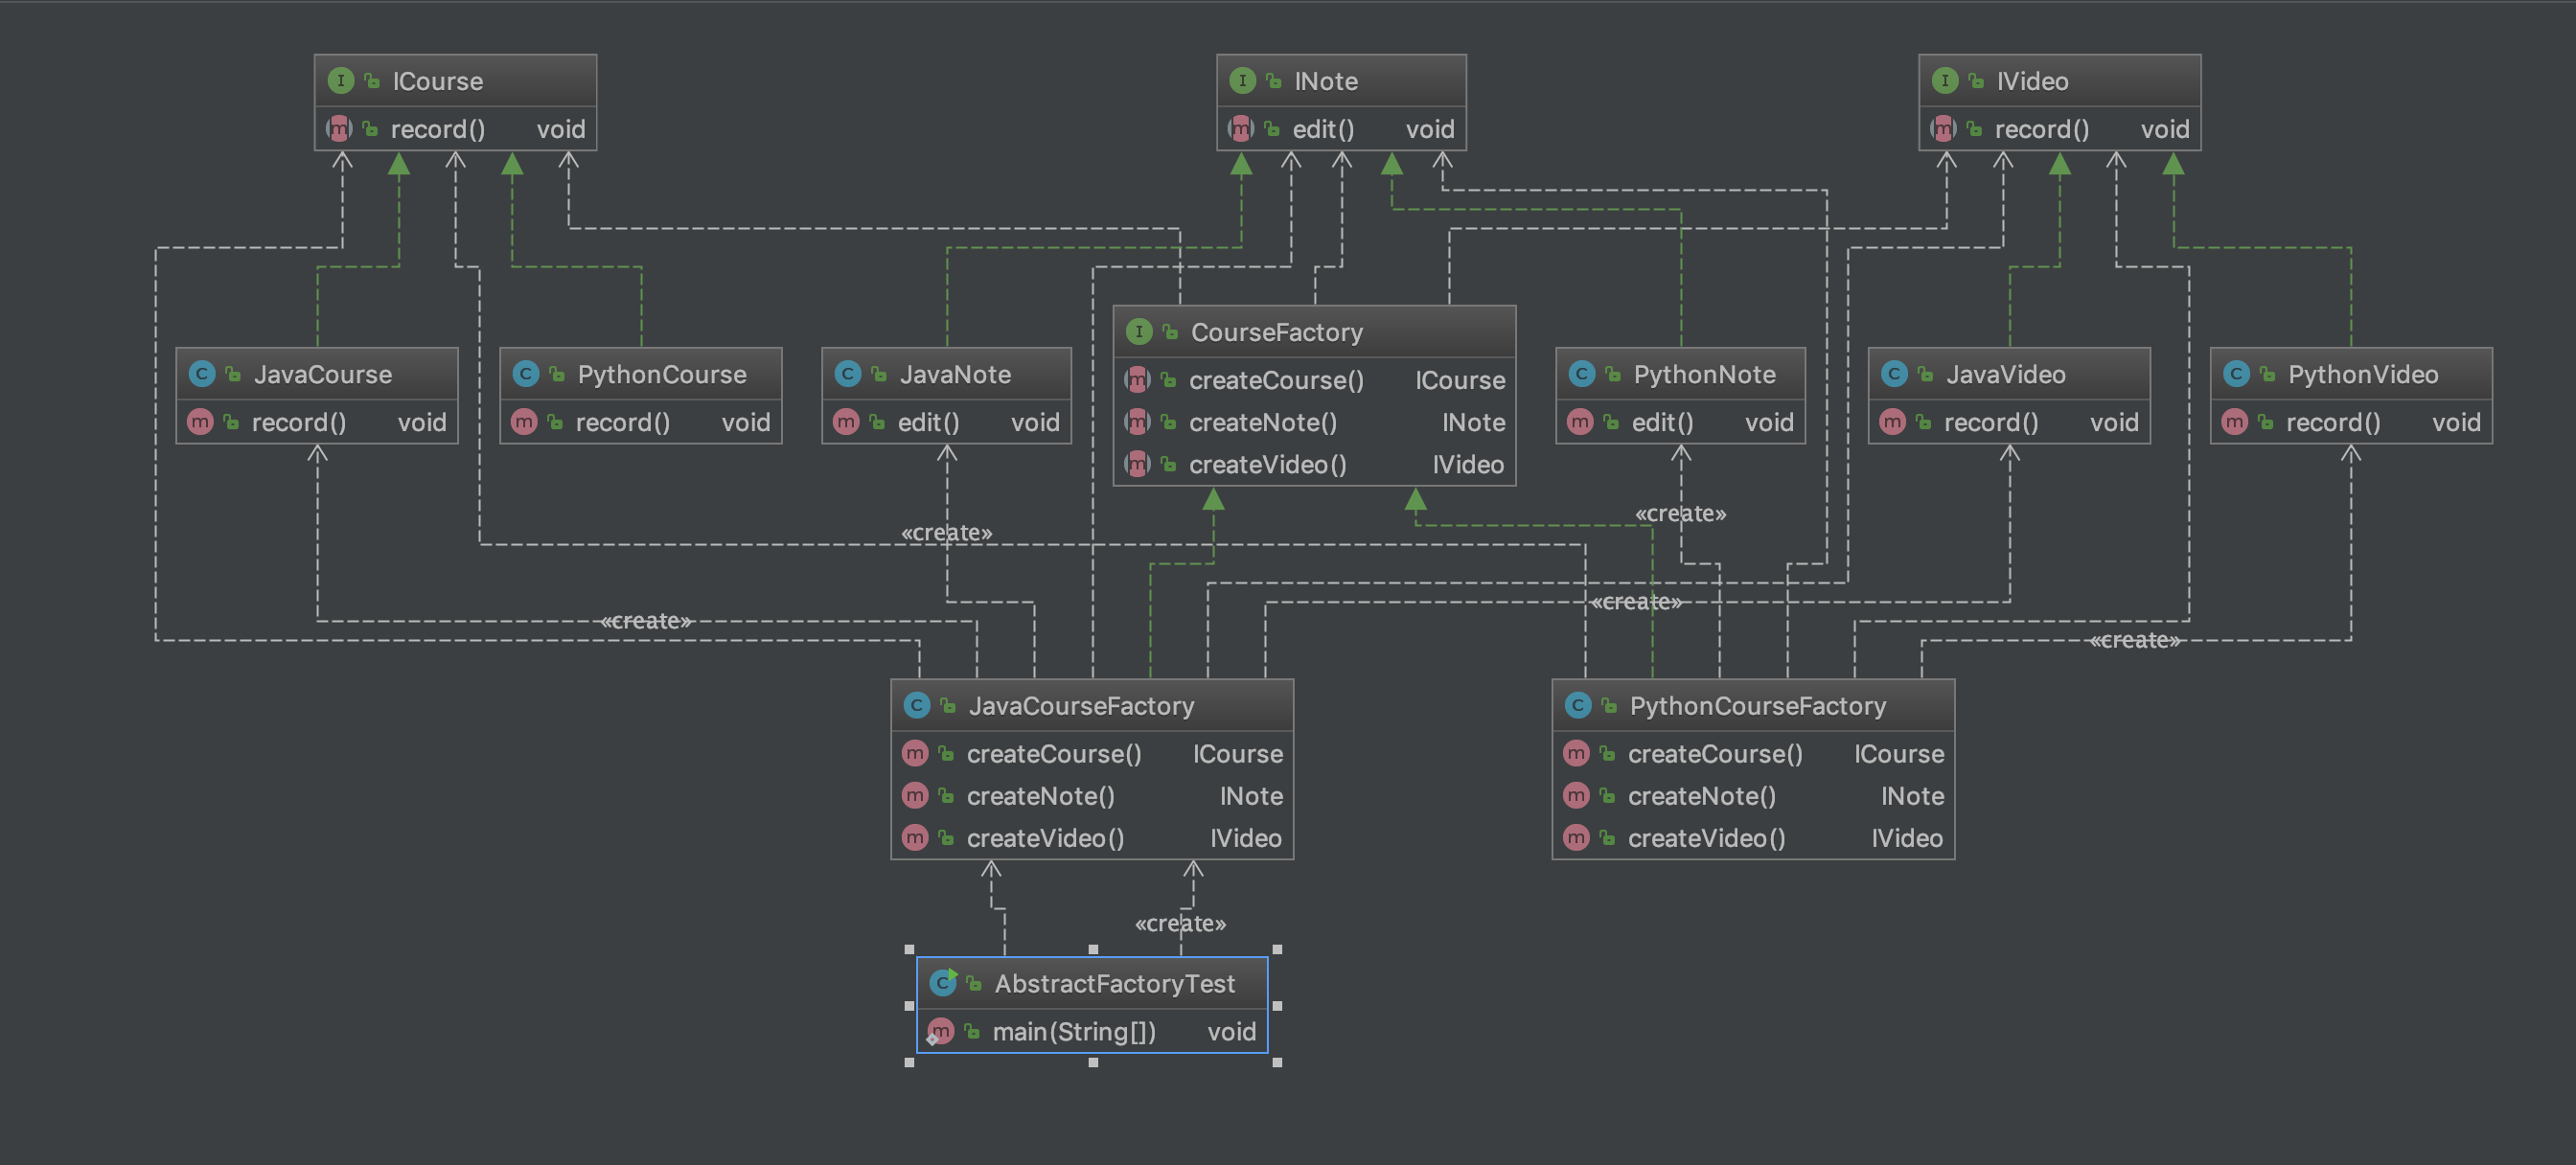 ICourse
record() void
INote
edit() void
IVideo
record() void
JavaCourse
record() void
PythonCourse
record() void
JavaNote
edit() void
CourseFactory
createCourse() ICourse
createNote() INote
createVideo() IVideo
PythonNote
edit() void
JavaVideo
record() void
PythonVideo
record() void
«create»
«create»
«create»
«create»
«create»
JavaCourseFactory
createCourse() ICourse
createNote() INote
createVideo() IVideo
PythonCourseFactory
createCourse() ICourse
createNote() INote
createVideo() IVideo
«create»
AbstractFactoryTest
main(String[]) void